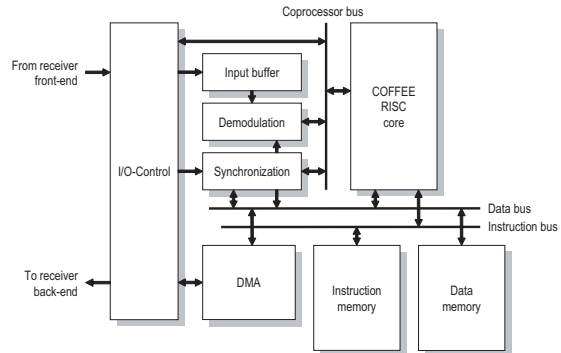 Coprocessor bus
From receiver
front-end
Input buffer
COFFEE
RISC
core
Demodulation
I/O-Control
Synchronization
Data bus
Instruction bus
To receiver
back-end
DMA
Instruction
memory
Data
memory